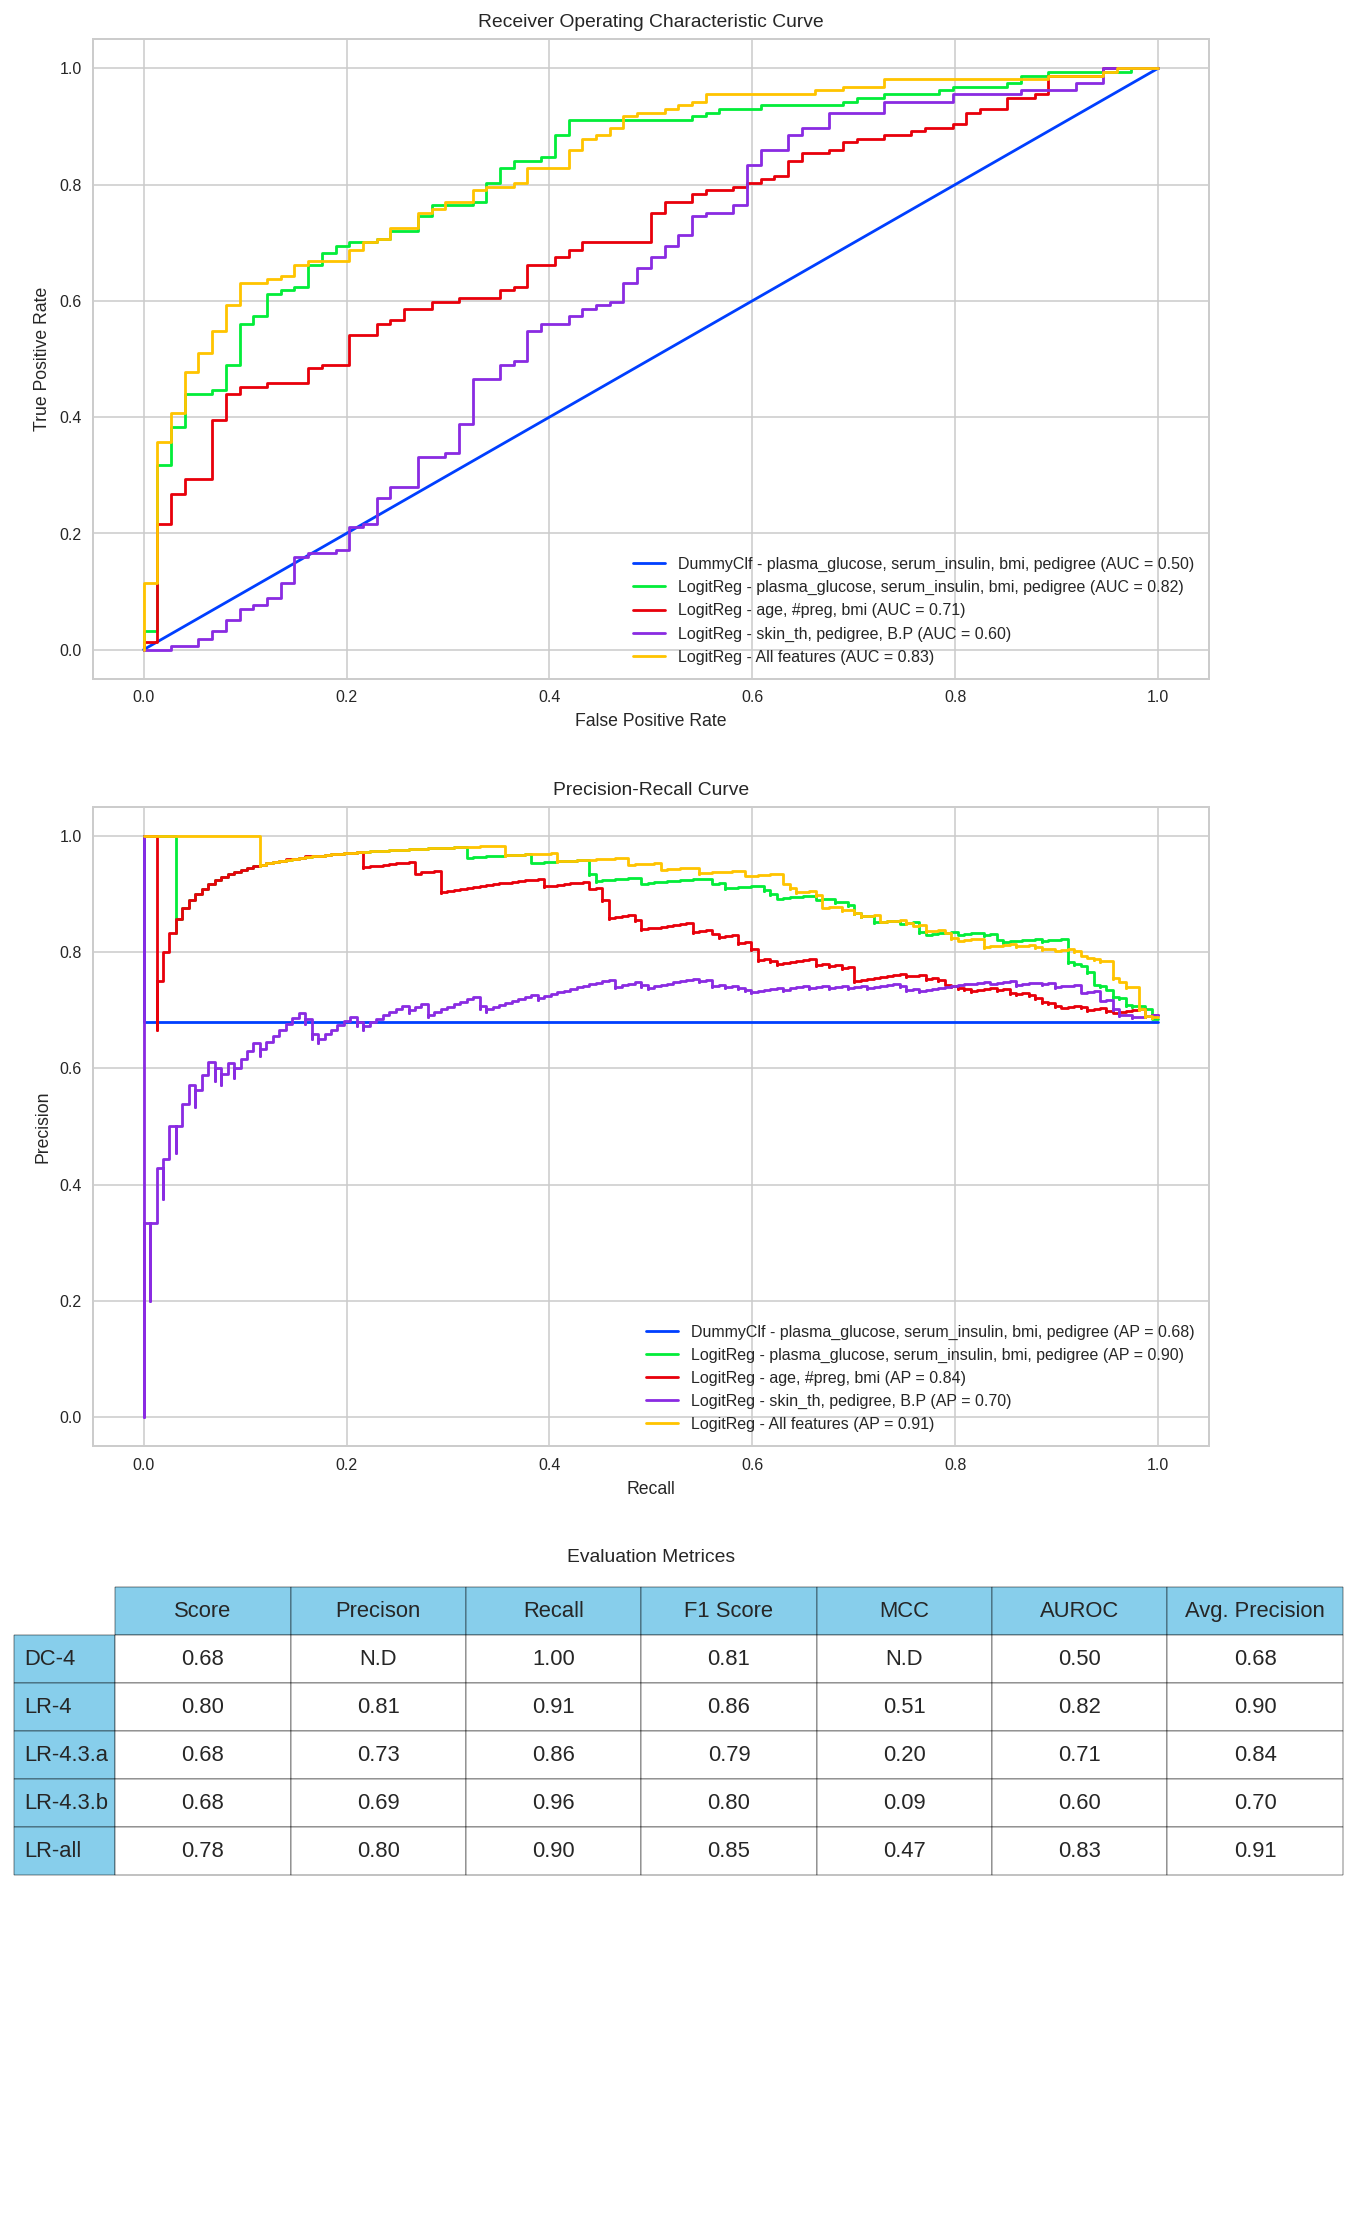 Receiver Operating Characteristic Curve
1.0
0.8
0.6
0.4
0.2
0.0
True Positive Rate
DummyClf - plasma_glucose, serum_insulin, bmi, pedigree (AUC = 0.50)
LogitReg - plasma_glucose, serum_insulin, bmi, pedigree (AUC = 0.82)
LogitReg - age, #preg, bmi (AUC = 0.71)
LogitReg - skin_th, pedigree, B.P (AUC = 0.60)
LogitReg - All features (AUC = 0.83)
0.0 0.2 0.4 0.6 0.8 1.0
False Positive Rate
Precision-Recall Curve
1.0
0.8
0.6
0.4
0.2
0.0
Precision
DummyClf - plasma_glucose, serum_insulin, bmi, pedigree (AP = 0.68)
LogitReg - plasma_glucose, serum_insulin, bmi, pedigree (AP = 0.90)
LogitReg - age, #preg, bmi (AP = 0.84)
LogitReg - skin_th, pedigree, B.P (AP = 0.70)
LogitReg - All features (AP = 0.91)
0.0 0.2 0.4 0.6 0.8 1.0
Recall
Evaluation Metrices
Score Precison Recall F1 Score MCC AUROC Avg. Precision
DC-4 0.68 N.D 1.00 0.81 N.D 0.50 0.68
LR-4 0.80 0.81 0.91 0.86 0.51 0.82 0.90
LR-4.3.a 0.68 0.73 0.86 0.79 0.20 0.71 0.84
LR-4.3.b 0.68 0.69 0.96 0.80 0.09 0.60 0.70
LR-all 0.78 0.80 0.90 0.85 0.47 0.83 0.91